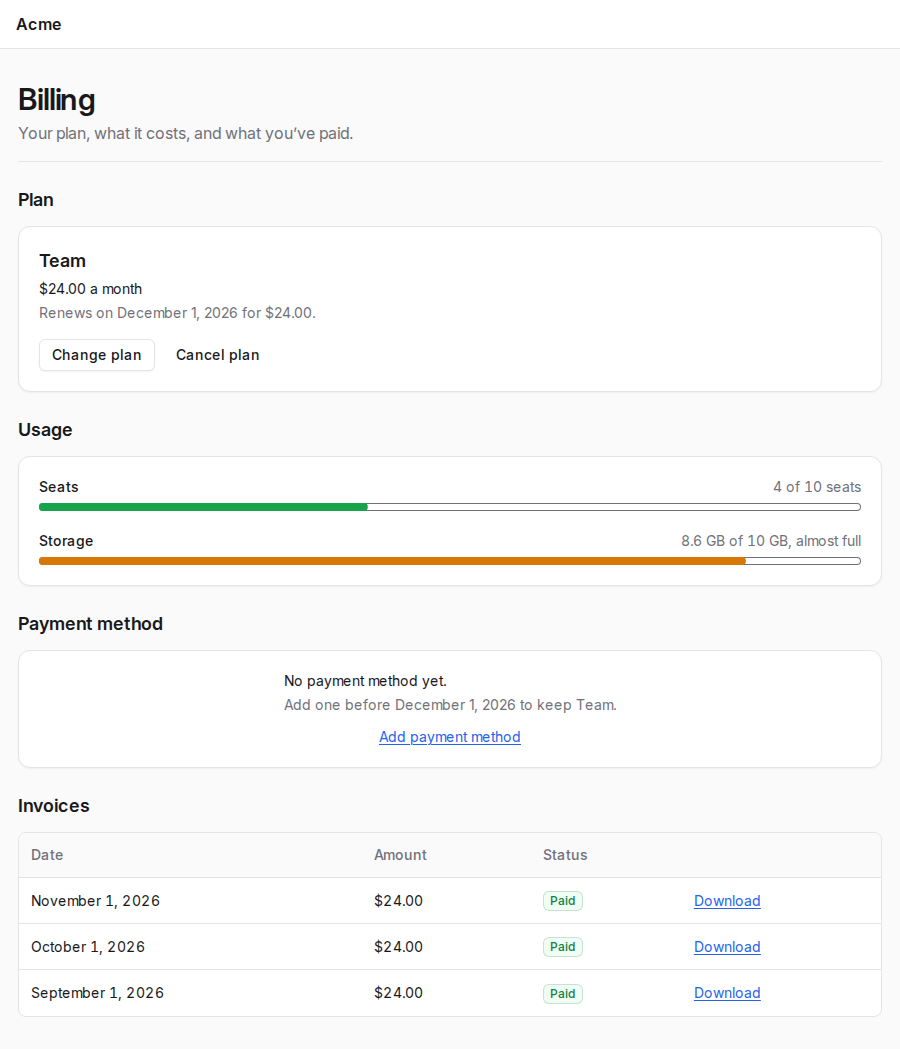 Acme
Billing
Your plan, what it costs, and what you’ve paid.
Plan
Team
$24.00 a month
Renews on December 1, 2026 for $24.00.
Change plan Cancel plan
Usage
Seats 4 of 10 seats
Storage 8.6 GB of 10 GB, almost full
Payment method
No payment method yet.
Add one before December 1, 2026 to keep Team.
Add payment method
Invoices
Date Amount Status
November 1, 2026 $24.00 Paid Download
October 1, 2026 $24.00 Paid Download
September 1, 2026 $24.00 Paid Download